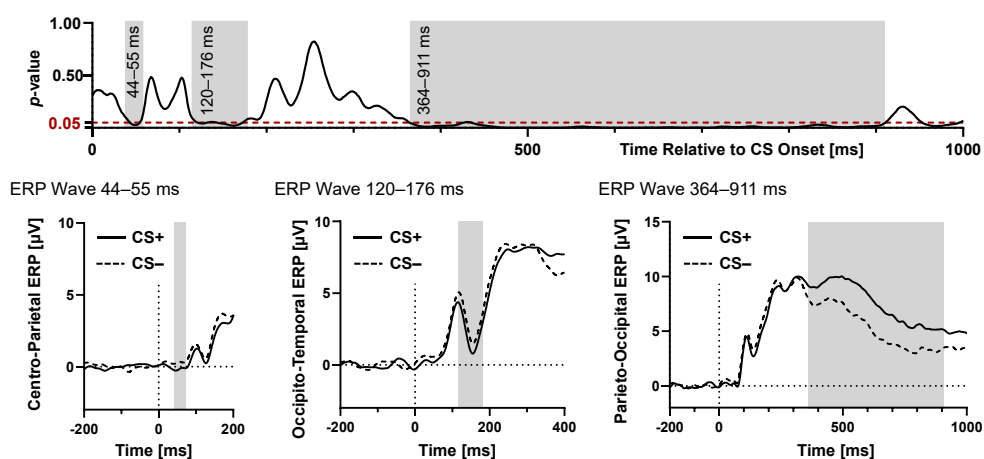 1.00
p-value
0.50
0.05
44–55 ms
120–176 ms
364–911 ms
0
500
Time Relative to CS Onset [ms]
1000
ERP Wave 44–55 ms
ERP Wave 120–176 ms
ERP Wave 364–911 ms
Centro-Parietal ERP [µV]
10
5
0
CS+
CS–
-200
0
200
Time [ms]
Occipito-Temporal ERP [µV]
10
5
0
CS+
CS–
-200
0
200
400
Time [ms]
Parieto-Occipital ERP [µV]
15
10
5
0
CS+
CS–
-200
0
500
1000
Time [ms]